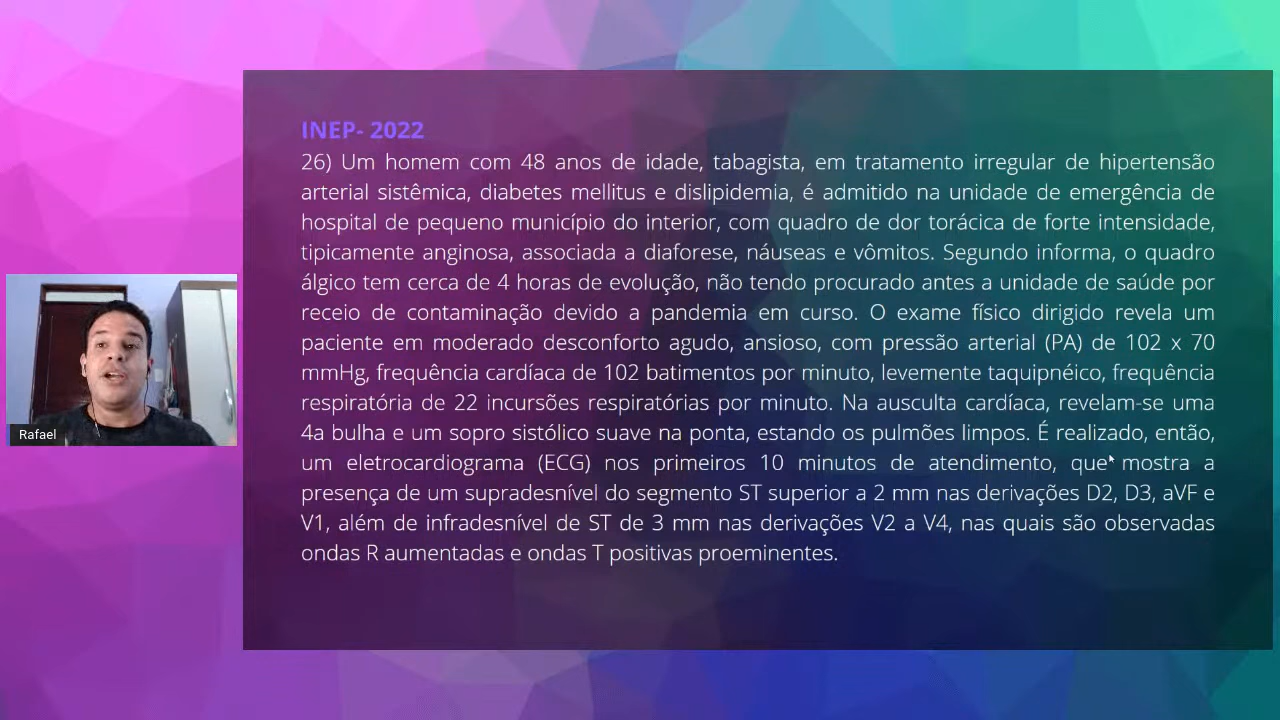 INEP- 2022
26) Um homem com 48 anos de idade, tabagista, em tratamento irregular de hipertensão
arterial sistêmica, diabetes mellitus e dislipidemia, é admitido na unidade de emergência de
hospital de pequeno município do interior, com quadro de dor torácica de forte intensidade,
tipicamente anginosa, associada a diaforese, náuseas e vômitos. Segundo informa, o quadro
álgico tem cerca de 4 horas de evolução, não tendo procurado antes a unidade de saúde por
receio de contaminação devido a pandemia em curso. O exame físico dirigido revela um
paciente em moderado desconforto agudo, ansioso, com pressão arterial (PA) de 102 x 70
mmHg, frequência cardíaca de 102 batimentos por minuto, levemente taquipnéico, frequência
respiratória de 22 incursões respiratórias por minuto. Na ausculta cardíaca, revelam-se uma
4a bulha e um sopro sistólico suave na ponta, estando os pulmões limpos. É realizado, então,
um eletrocardiograma (ECG) nos primeiros 10 minutos de atendimento, que mostra a
presença de um supradesnível do segmento ST superior a 2 mm nas derivações D2, D3, aVF e
V1, além de infradesnível de ST de 3 mm nas derivações V2 a V4, nas quais são observadas
ondas R aumentadas e ondas T positivas proeminentes.
Rafael